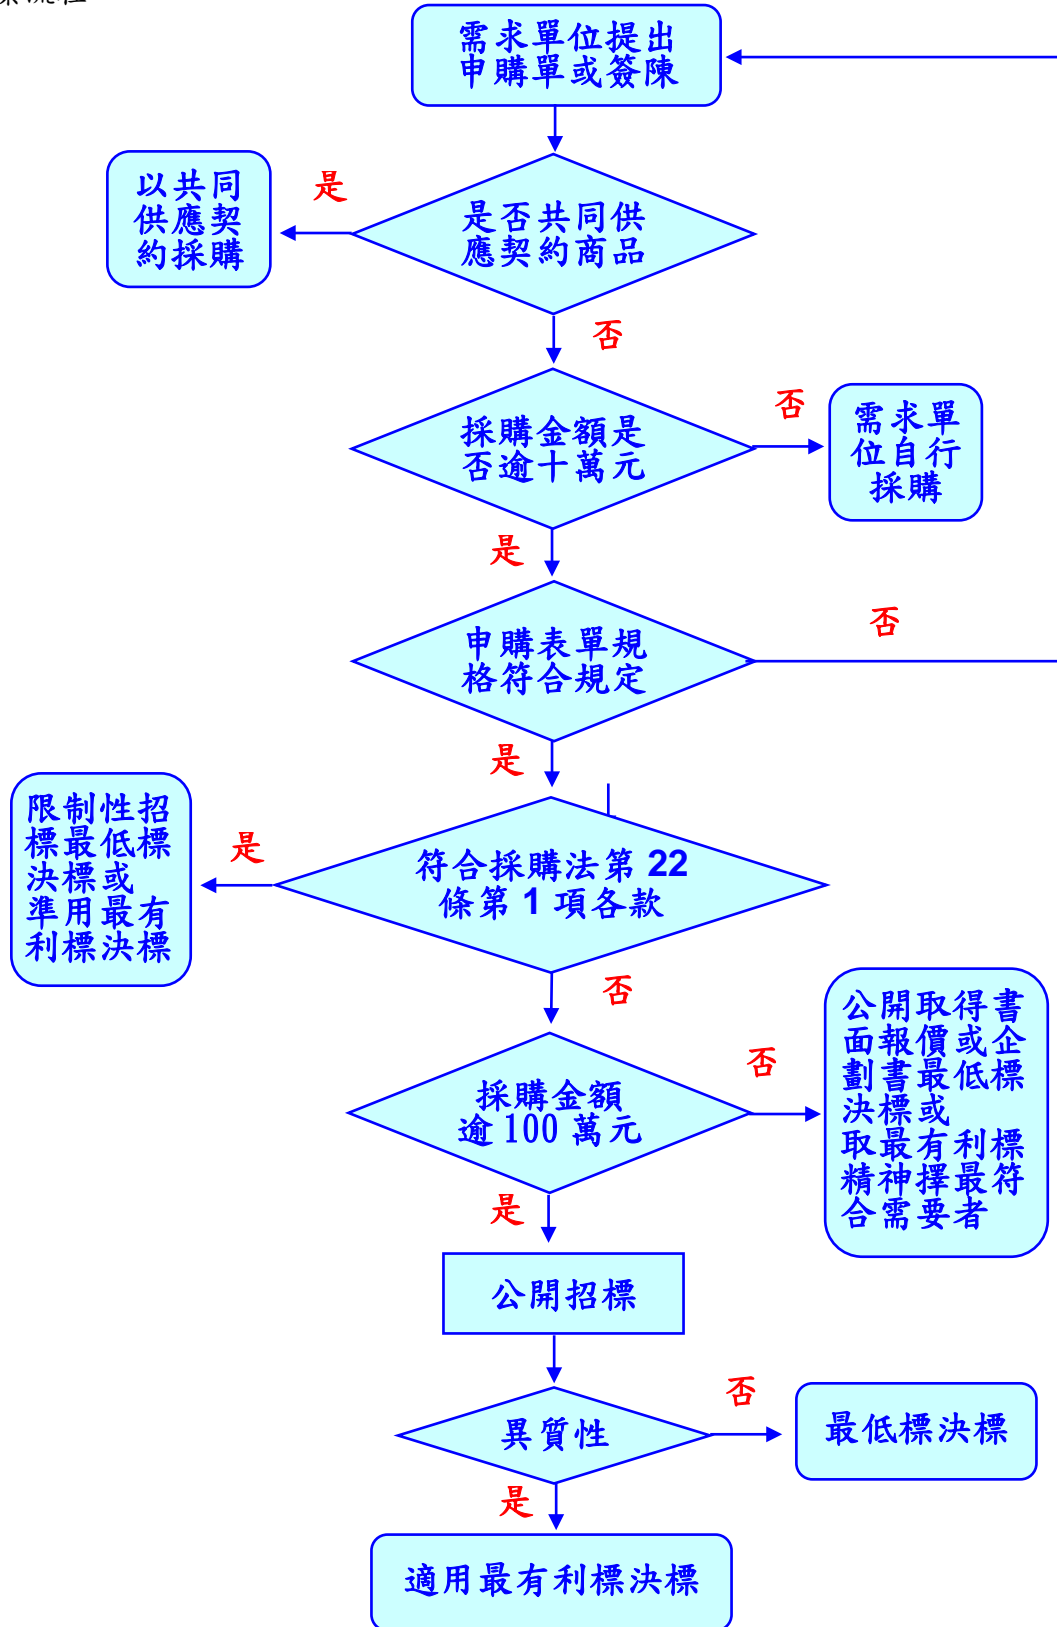 需求單位提出
申購單或簽陳
是
以共同
供應契
約採購
是否共同供
應契約商品
否
採購金額是
否逾十萬元
否
需求單
位自行
採購
是
申購表單規
格符合規定
否
是
限制性招
標最低標
決標或
準用最有
利標決標
是
符合採購法第 22
條第 1 項各款
否
採購金額
逾 100 萬元
否
公開取得書
面報價或企
劃書最低標
決標或
取最有利標
精神擇最符
合需要者
是
公開招標
異質性
否
最低標決標
是
適用最有利標決標